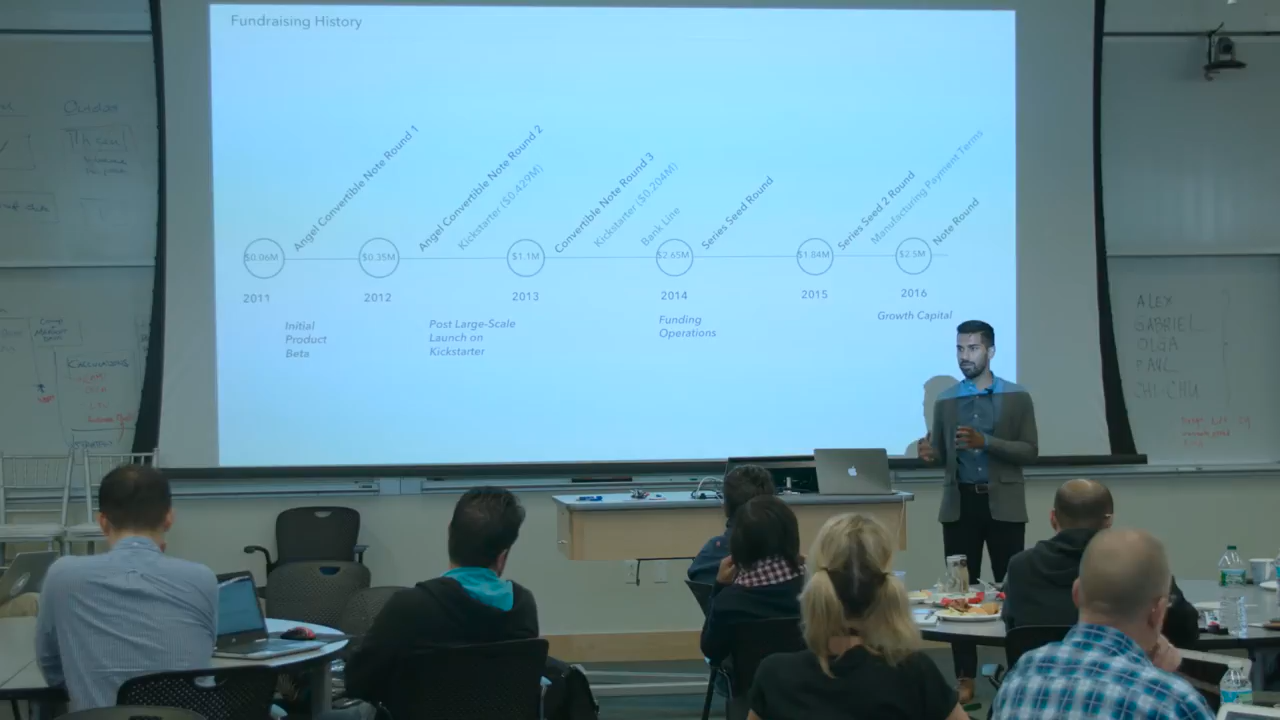 Fundraising History
Angel Convertible Note Round 1
Angel Convertible Note Round 2
Kickstarter ($0.429M)
Convertible Note Round 3
Kickstarter ($0.204M)
Bank Line
Series Seed Round
Series Seed 2 Round
Manufacturing Payment Terms
Note Round
$0.06M
$0.35M
$1.1M
$2.65M
$1.84M
$2.5M
2011
2012
2013
2014
2015
2016
Initial
Product
Beta
Post Large-Scale
Launch on
Kickstarter
Funding
Operations
Growth Capital
ALEX
GABRIEL
OLGA